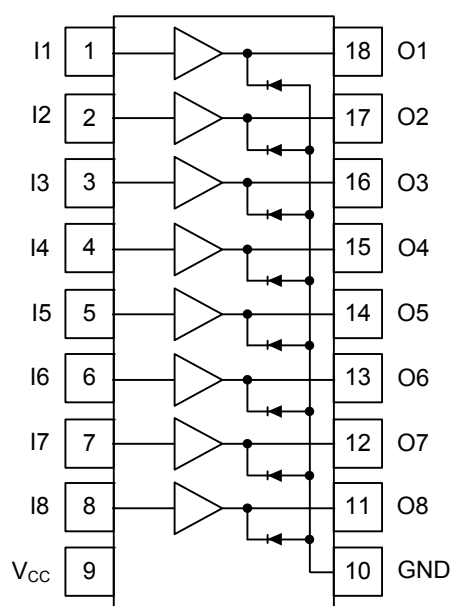 I1 1 18 O1
I2 2 17 O2
I3 3 16 O3
I4 4 15 O4
I5 5 14 O5
I6 6 13 O6
I7 7 12 O7
I8 8 11 O8
VCC 9 10 GND